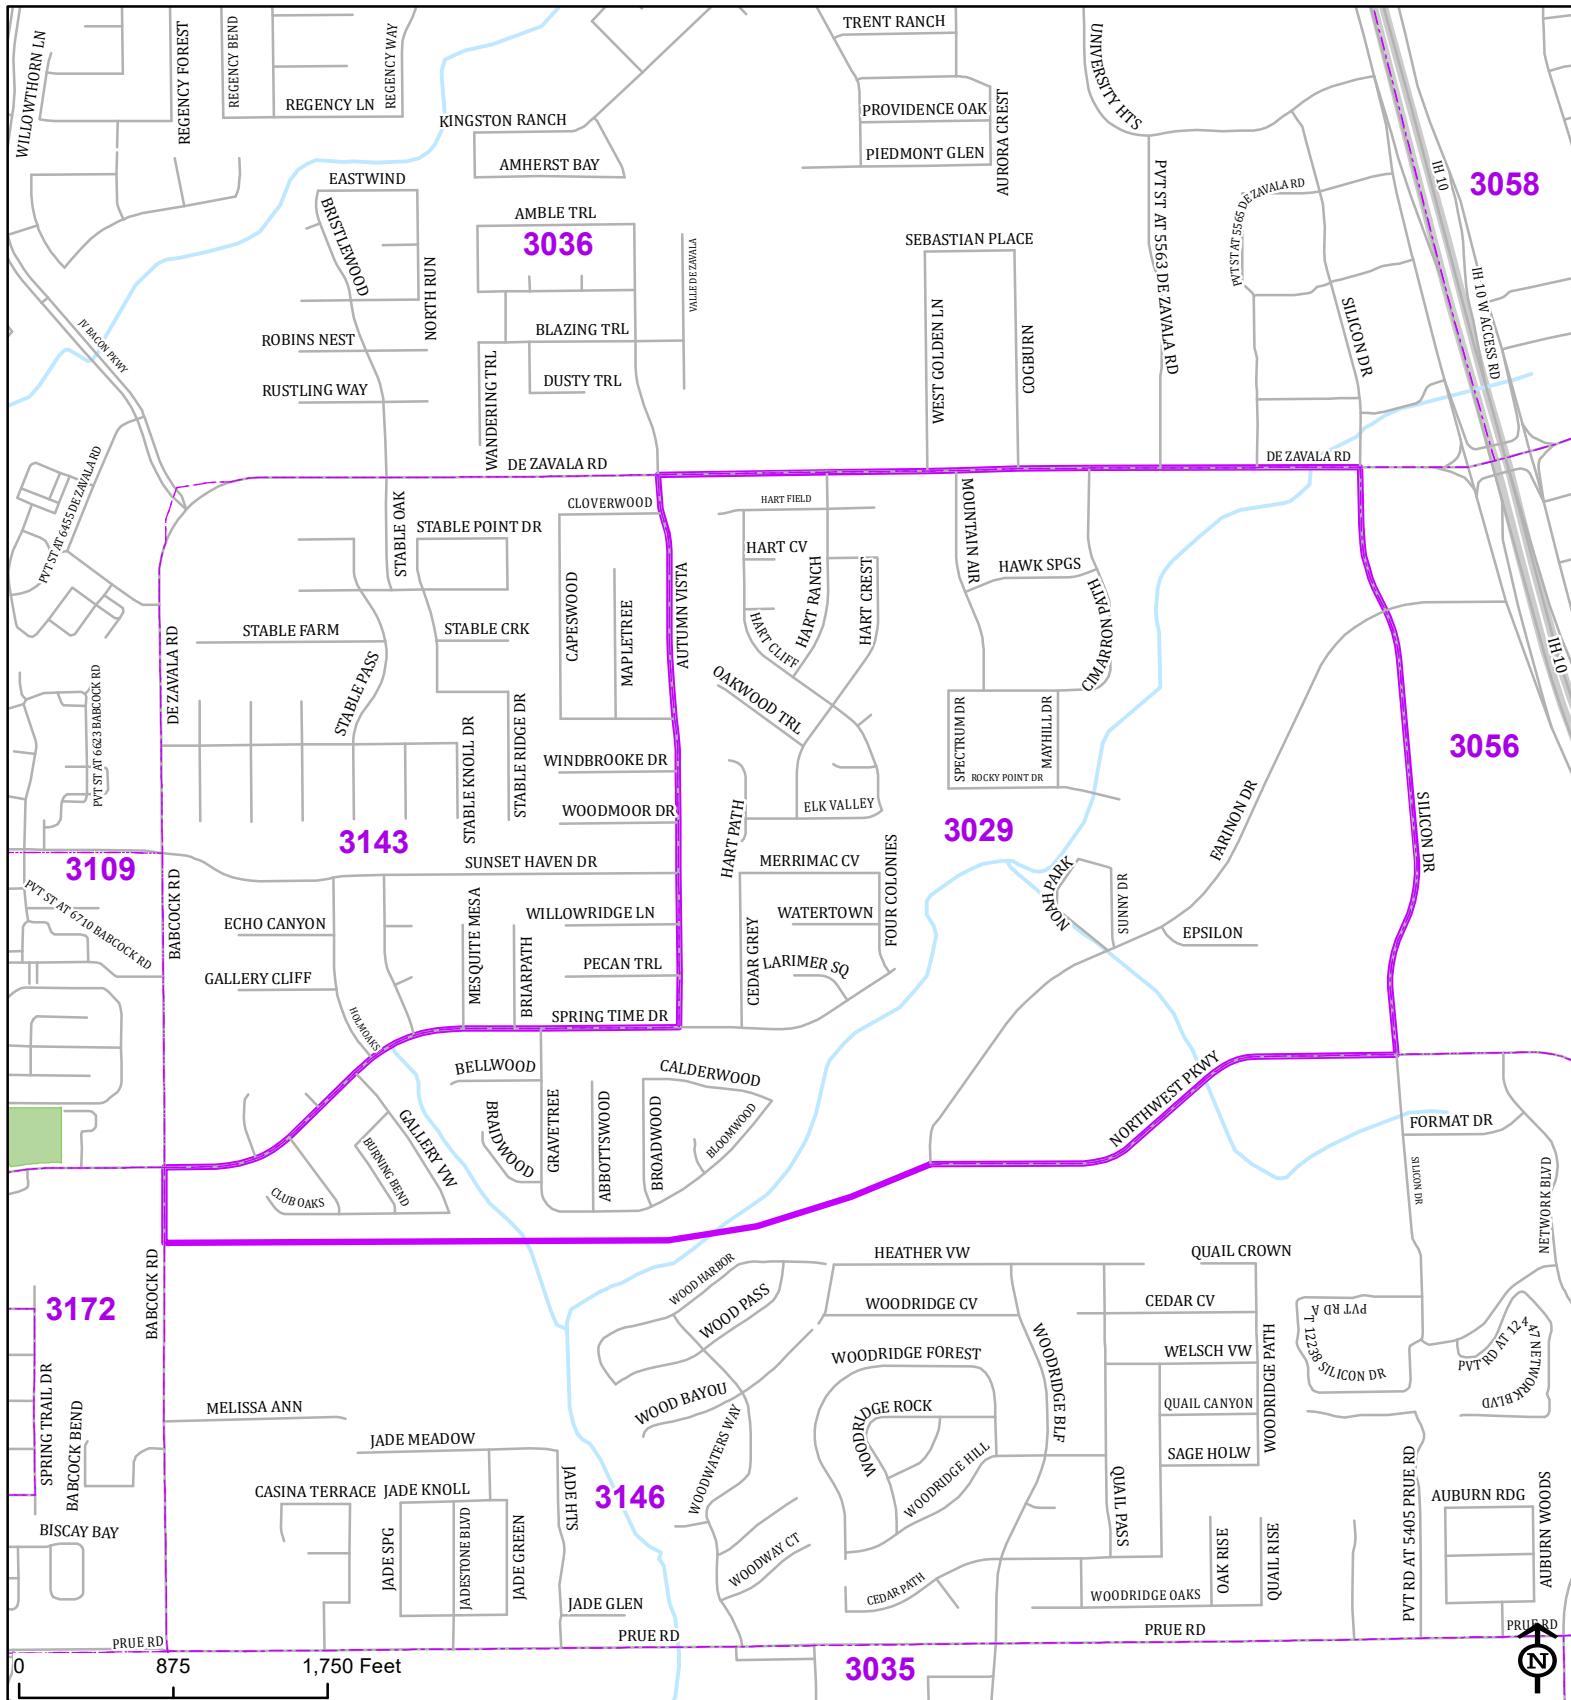 TRENT RANCH
WILLOWTHORN LN
REGENCY FOREST
REGENCY BEND
REGENCY WAY
REGENCY LN
UNIVERSITY HTS
KINGSTON RANCH
PROVIDENCE OAK
AURORA CREST
AMHERST BAY
PIEDMONT GLEN
IH 10
3058
EASTWIND
BRISTLEWOOD
PVT ST AT 5563 DE ZAVALA RD
PVT ST AT 5565 DE ZAVALA RD
AMBLE TRL
3036
SEBASTIAN PLACE
VALLE DE ZAVALA
NORTH RUN
IH 10 W ACCESS RD
JV BACON PKWY
ROBINS NEST
BLAZING TRL
WEST GOLDEN LN
COGBURN
SILICON DR
RUSTLING WAY
DUSTY TRL
WANDERING TRL
DE ZAVALA RD
DE ZAVALA RD
PVT ST AT 6455 DE ZAVALA RD
STABLE OAK
CLOVERWOOD
HART FIELD
MOUNTAIN AIR
STABLE POINT DR
HART CV
HART RANCH
HART CREST
HAWK SPGS
CIMARRON PATH
CAPESWOOD
MAPLETREE
AUTUMN VISTA
DE ZAVALA RD
STABLE FARM
STABLE CRK
HART CLIFF
IH 10
STABLE PASS
OAKWOOD TRL
PVT ST AT 6623 BABCOCK RD
STABLE KNOLL DR
STABLE RIDGE DR
SPECTRUM DR
MAYHILL DR
3056
WINDBROOKE DR
ROCKY POINT DR
WOODMOOR DR
HART PATH
ELK VALLEY
3143
3029
FARINON DR
SILICON DR
SUNSET HAVEN DR
MERRIMAC CV
FOUR COLONIES
3109
PVT ST AT 6710 BABCOCK RD
BABCOCK RD
NOAH PARK
SUNNY DR
ECHO CANYON
MESQUITE MESA
WILLOWRIDGE LN
WATERTOWN
EPSILON
GALLERY CLIFF
BRIARPATH
PECAN TRL
CEDAR GREY
LARIMER SQ
HOLMOAKS
SPRING TIME DR
BELLWOOD
CALDERWOOD
NORTHWEST PKWY
BRAIDWOOD
GRAVETREE
ABBOTTSWOOD
BROADWOOD
BLOOMWOOD
GALLERY VW
BURNING BEND
FORMAT DR
CLUB OAKS
SILICON DR
NETWORK BLVD
BABCOCK RD
HEATHER VW
QUAIL CROWN
WOOD HARBOR
3172
WOOD PASS
WOODRIDGE CV
CEDAR CV
PVT RD A
T 12238 SILICON DR
PVT RD AT 12447 NETWORK BLVD
WOODRIDGE FOREST
WOODRIDGE BLF
WELSCH VW
WOODRIDGE PATH
SPRING TRAIL DR
BABCOCK BEND
MELISSA ANN
WOOD BAYOU
WOODRIDGE ROCK
QUAIL CANYON
JADE MEADOW
WOODWATERS WAY
WOODRIDGE HILL
SAGE HOLW
CASINA TERRACE
JADE KNOLL
JADE HTS
3146
QUAIL PASS
PVT RD AT 5405 PRUE RD
AUBURN RDG
AUBURN WOODS
BISCAY BAY
JADE SPG
JADESTONE BLVD
JADE GREEN
WOODWAY CT
CEDAR PATH
OAK RISE
QUAIL RISE
JADE GLEN
WOODRIDGE OAKS
PRUE RD
PRUE RD
PRUE RD
PRUE RD
3035
N
0 875 1,750 Feet